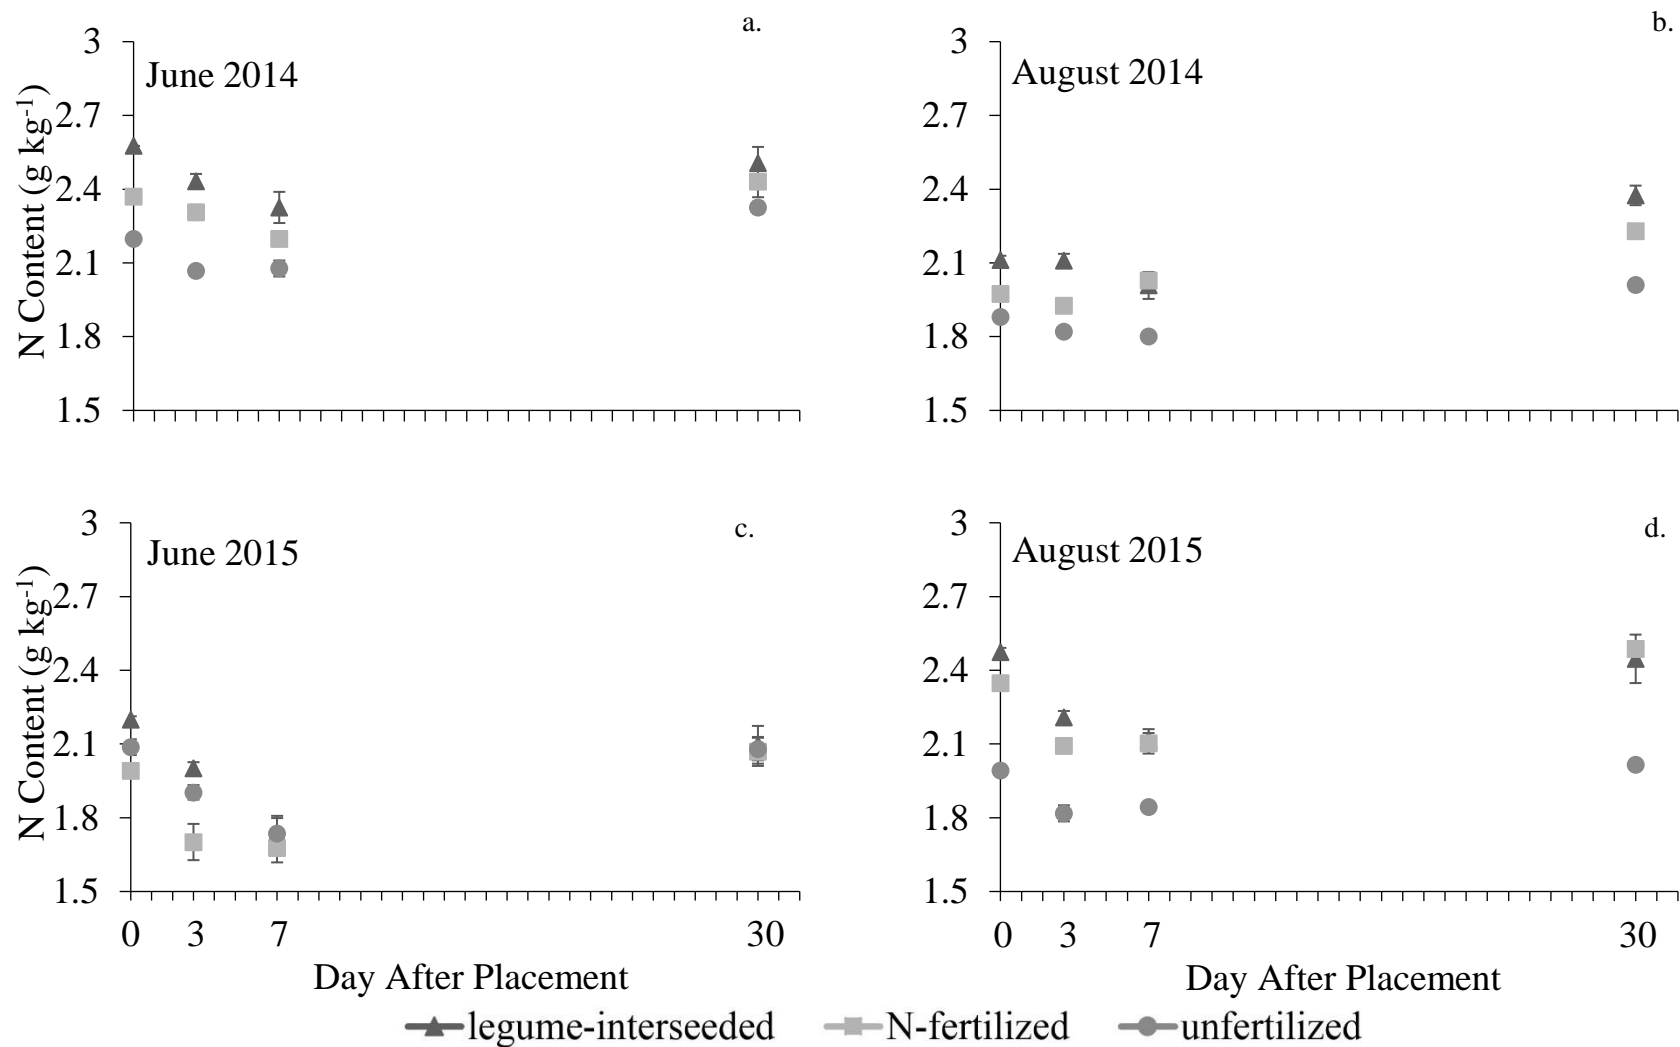 a.
June 2014
N Content (g kg-1)
3
2.7
2.4
2.1
1.8
1.5
b.
August 2014
3
2.7
2.4
2.1
1.8
1.5
c.
June 2015
N Content (g kg-1)
3
2.7
2.4
2.1
1.8
1.5
0 3 7 30
Day After Placement
d.
August 2015
3
2.7
2.4
2.1
1.8
1.5
0 3 7 30
Day After Placement
legume-interseeded N-fertilized unfertilized